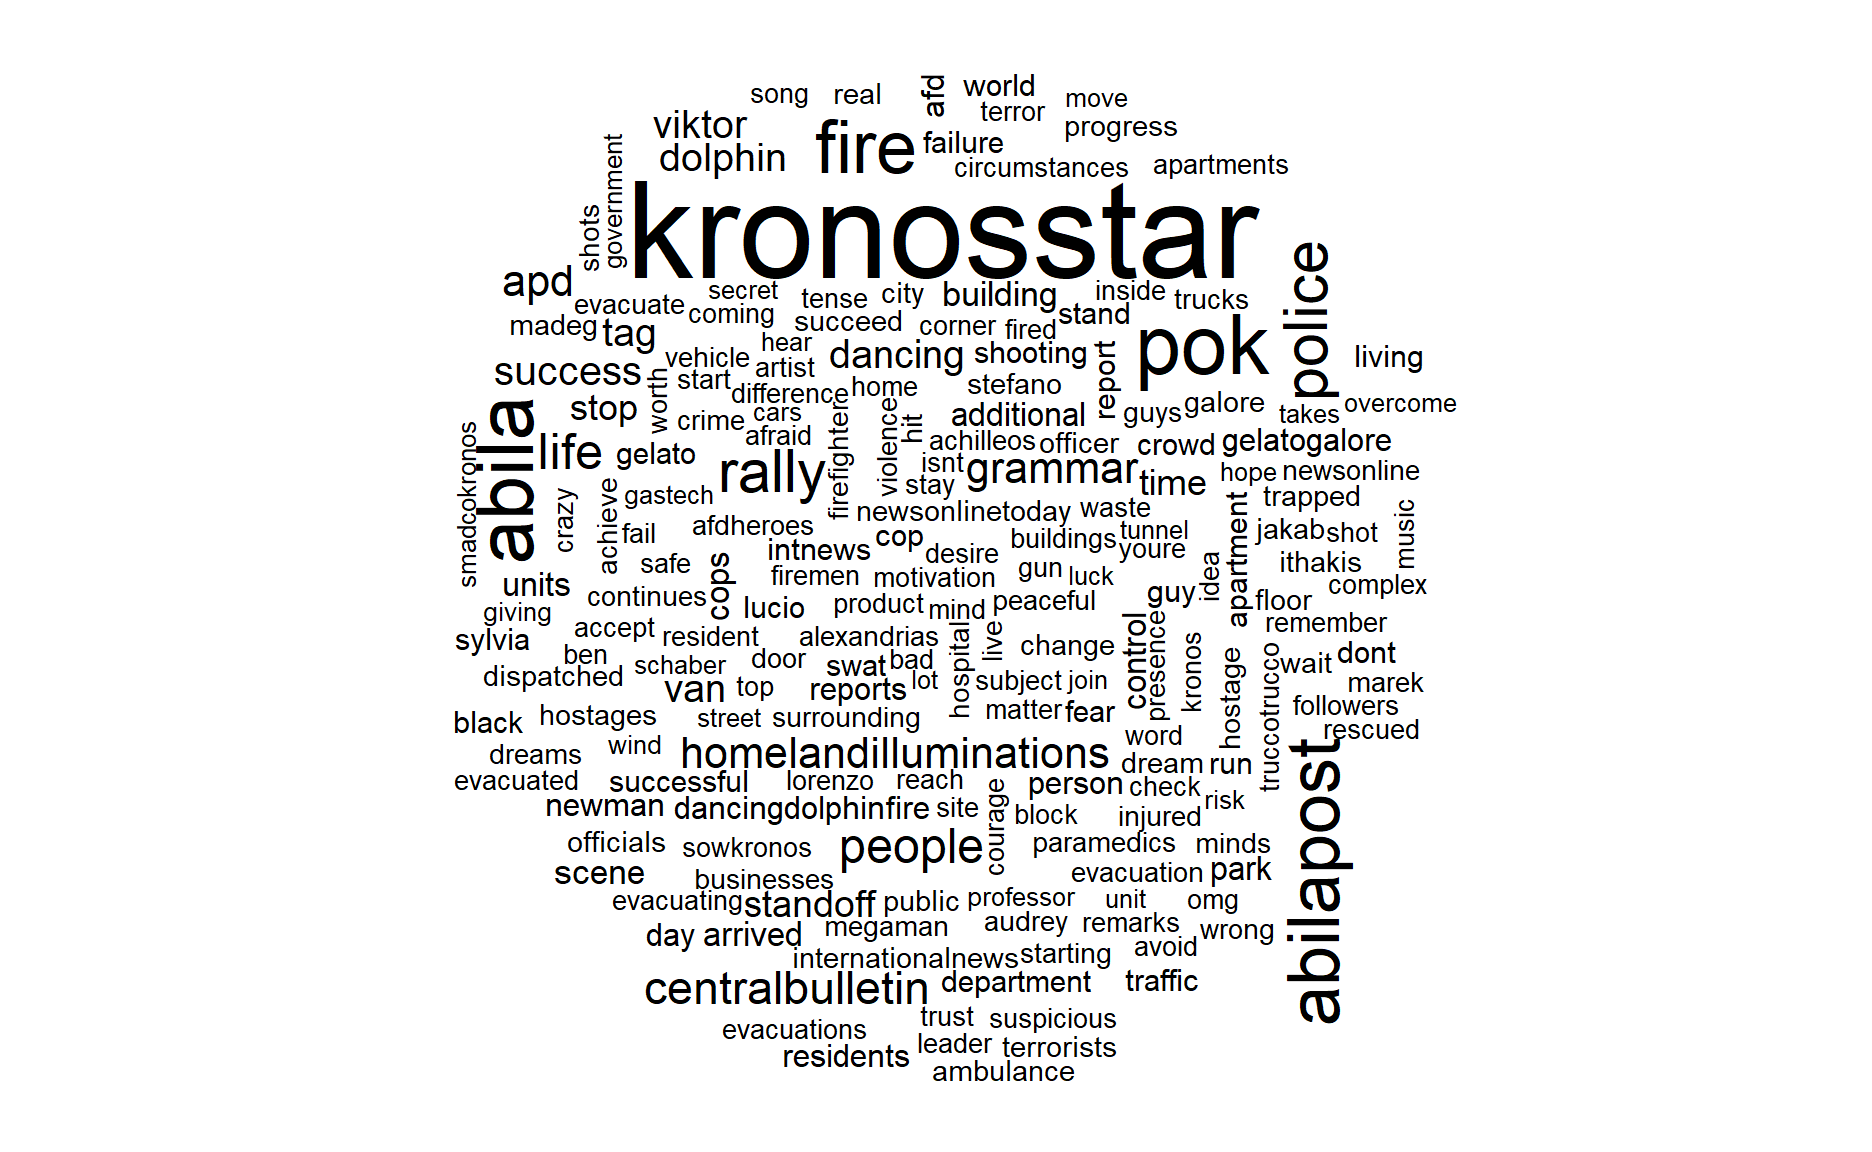 song
real
afd
world
terror
move
progress
viktor
dolphin
fire
failure
circumstances
apartments
government
shots
kronosstar
apd
evacuate
secret
tense
city
building
inside
trucks
police
madeg
tag
coming
succeed
corner
fired
stand
pok
hear
success
vehicle
artist
dancing
shooting
report
living
worth
start
difference
home
stefano
stop
crime
cars
afraid
firefighter
violence
hit
additional
guys
galore
takes
overcome
abila
life
gelato
rally
achilleos
officer
crowd
gelatogalore
isnt
grammar
time
hope
newsonline
smadcokronos
crazy
achieve
gastech
stay
trapped
fail
afdheroes
newsonlinetoday
waste
tunnel
apartment
jakab
shot
music
safe
cops
intnews
cop
desire
buildings
youre
idea
ithakis
units
firemen
motivation
gun
luck
guy
complex
giving
continues
lucio
product
mind
peaceful
floor
sylvia
accept
resident
alexandrias
hospital
live
change
control
presence
kronos
remember
ben
schaber
door
swat
bad
hostage
truccotrucco
wait
dont
dispatched
van
top
reports
lot
subject
join
marek
black
hostages
street
surrounding
matter
fear
followers
rescued
dreams
wind
homelandilluminations
word
abilapost
evacuated
successful
lorenzo
reach
courage
person
dream
run
check
newman
dancingdolphinfire
site
block
injured
risk
officials
sowkronos
people
paramedics
minds
scene
businesses
evacuation
park
evacuating
standoff
public
professor
unit
omg
day
arrived
megaman
audrey
remarks
wrong
internationalnews
starting
avoid
centralbulletin
department
traffic
evacuations
trust
suspicious
residents
leader
terrorists
ambulance